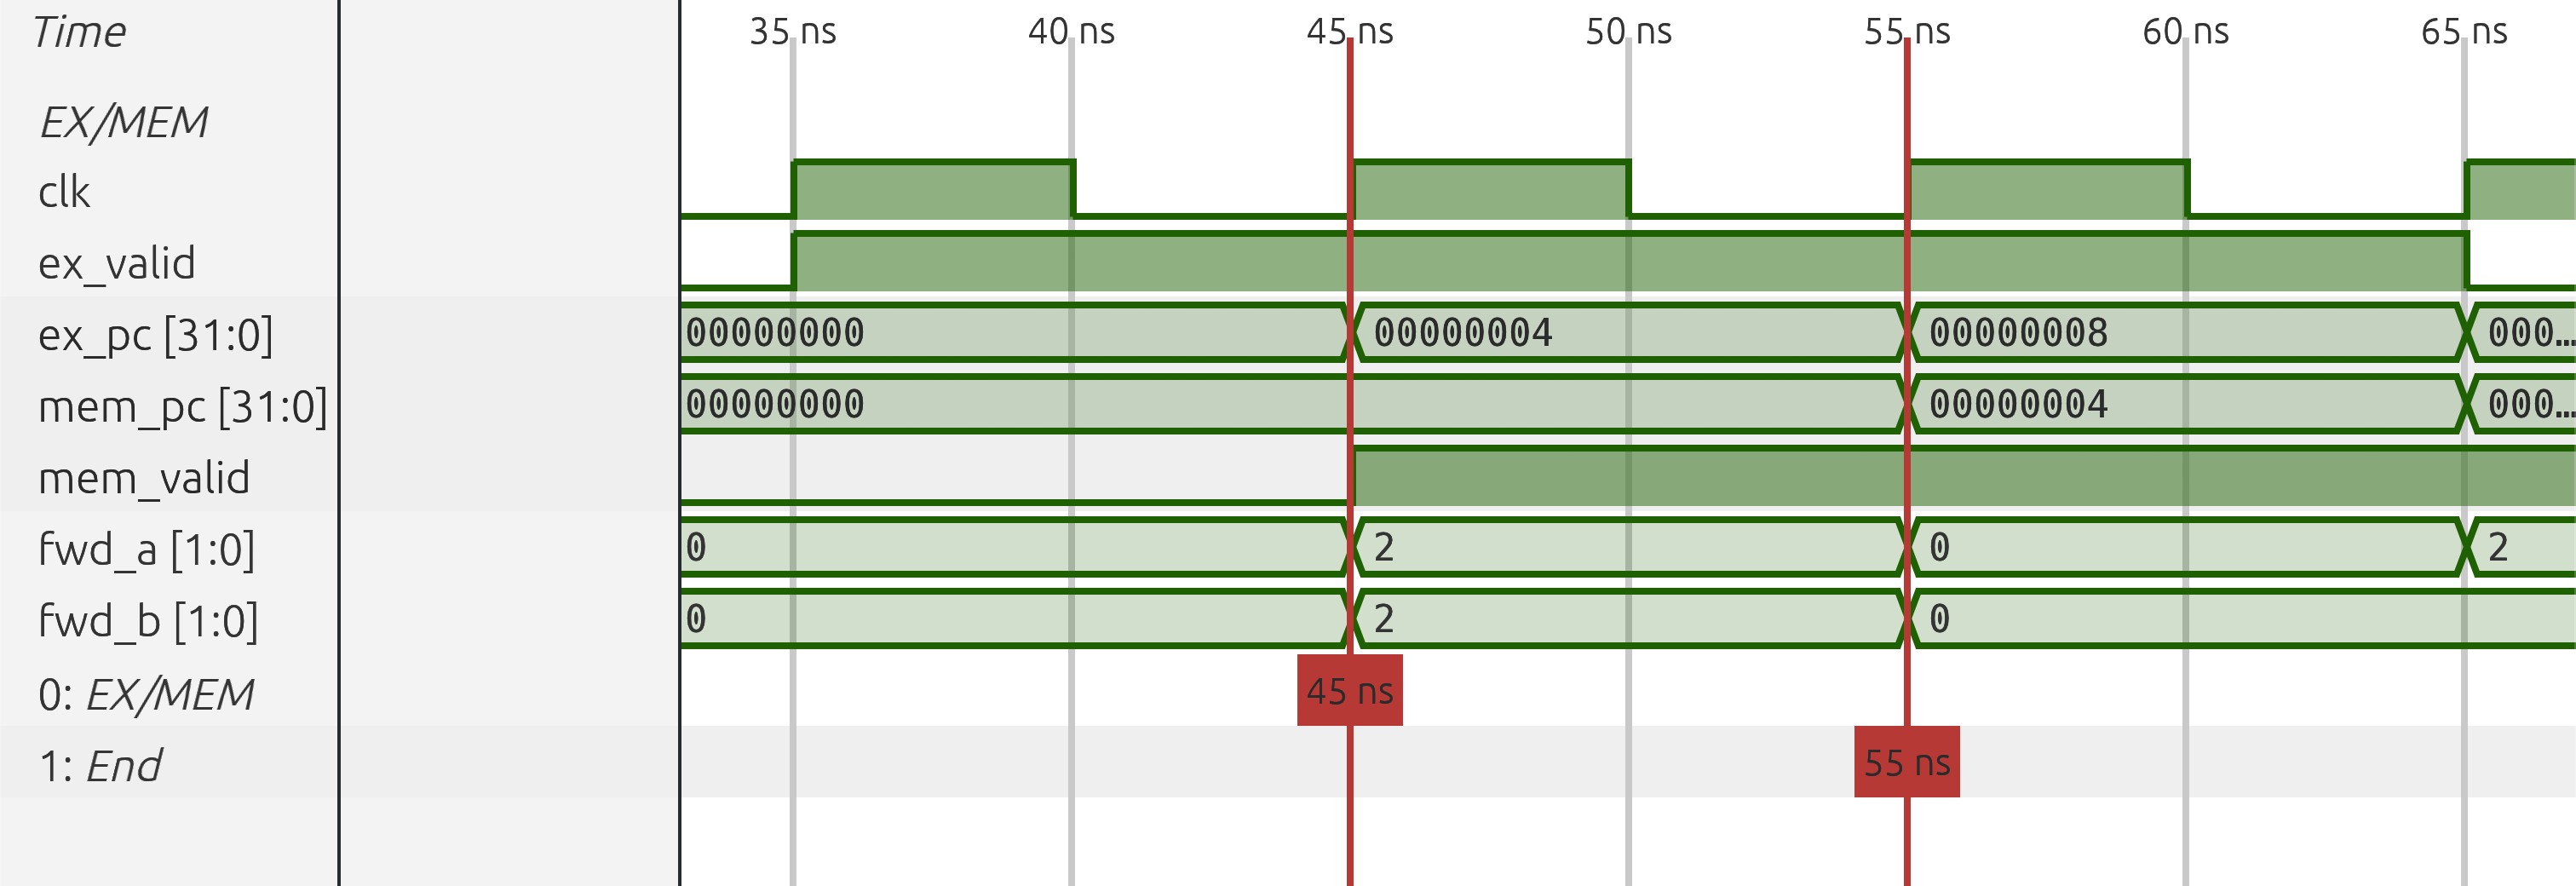 Time 35 ns 40 ns 45 ns 50 ns 55 ns 60 ns 65 ns
EX/MEM
clk
ex_valid
ex_pc [31:0] 00000000 00000004 00000008 000…
mem_pc [31:0] 00000000 00000004 000…
mem_valid
fwd_a [1:0] 0 2 0 2
fwd_b [1:0] 0 2 0
0: EX/MEM 45 ns
1: End 55 ns